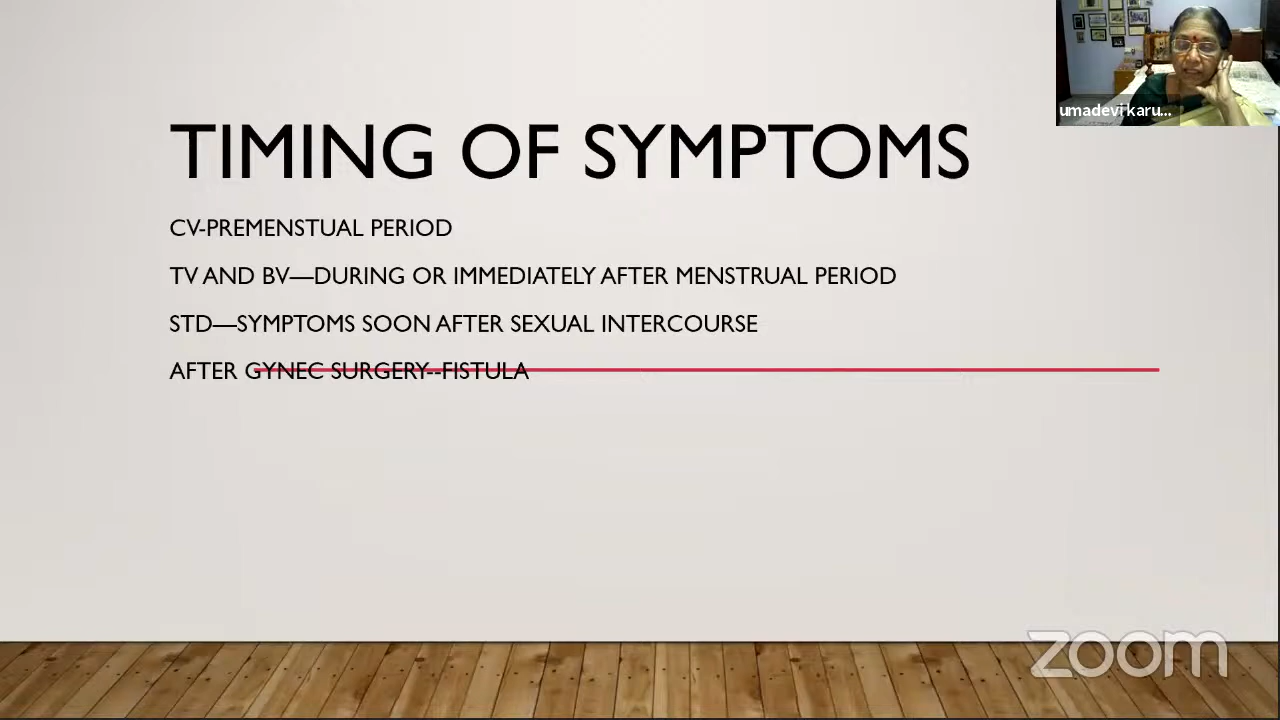 TIMING OF SYMPTOMS
CV-PREMENSTUAL PERIOD
TV AND BV—DURING OR IMMEDIATELY AFTER MENSTRUAL PERIOD
STD—SYMPTOMS SOON AFTER SEXUAL INTERCOURSE
AFTER GYNEC SURGERY--FISTULA
umadevi karu...
zoom